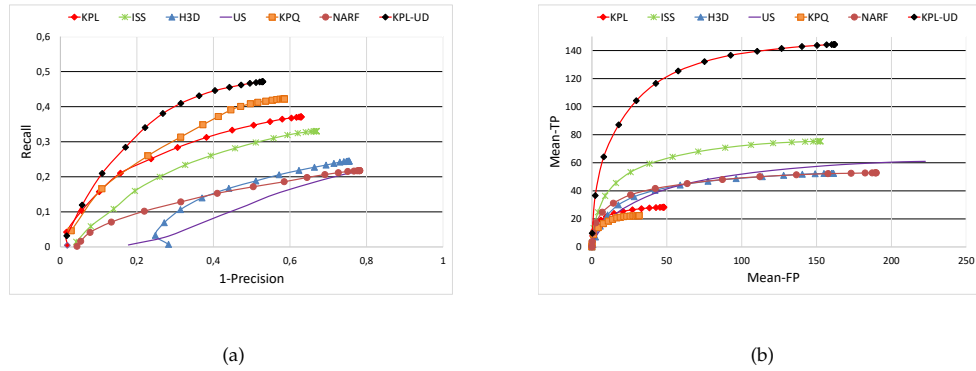 KPL ISS H3D US KPQ NARF KPL-UD
0,6
0,5
0,4
0,3
0,2
0,1
0
Recall
0 0,2 0,4 0,6 0,8 1
1-Precision
(a)
KPL ISS H3D US KPQ NARF KPL-UD
140
120
100
80
60
40
20
0
Mean-TP
0 50 100 150 200 250
Mean-FP
(b)